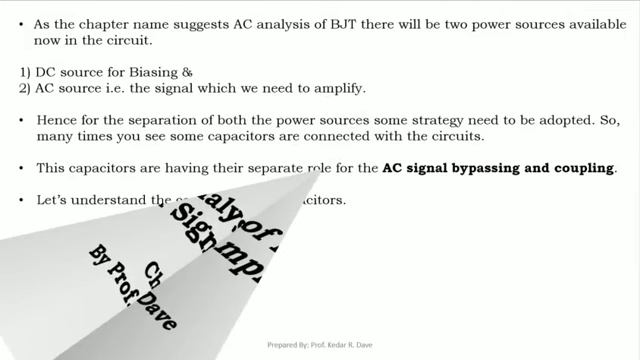 • As the chapter name suggests AC analysis of BJT there will be two power sources available
now in the circuit.
1) DC source for Biasing &
2) AC source i.e. the signal which we need to amplify.
• Hence for the separation of both the power sources some strategy need to be adopted. So,
many times you see some capacitors are connected with the circuits.
• This capacitors are having their separate role for the AC signal bypassing and coupling.
• Let's understand the
By Prof. Dave
Prepared By: Prof. Kedar R. Dave